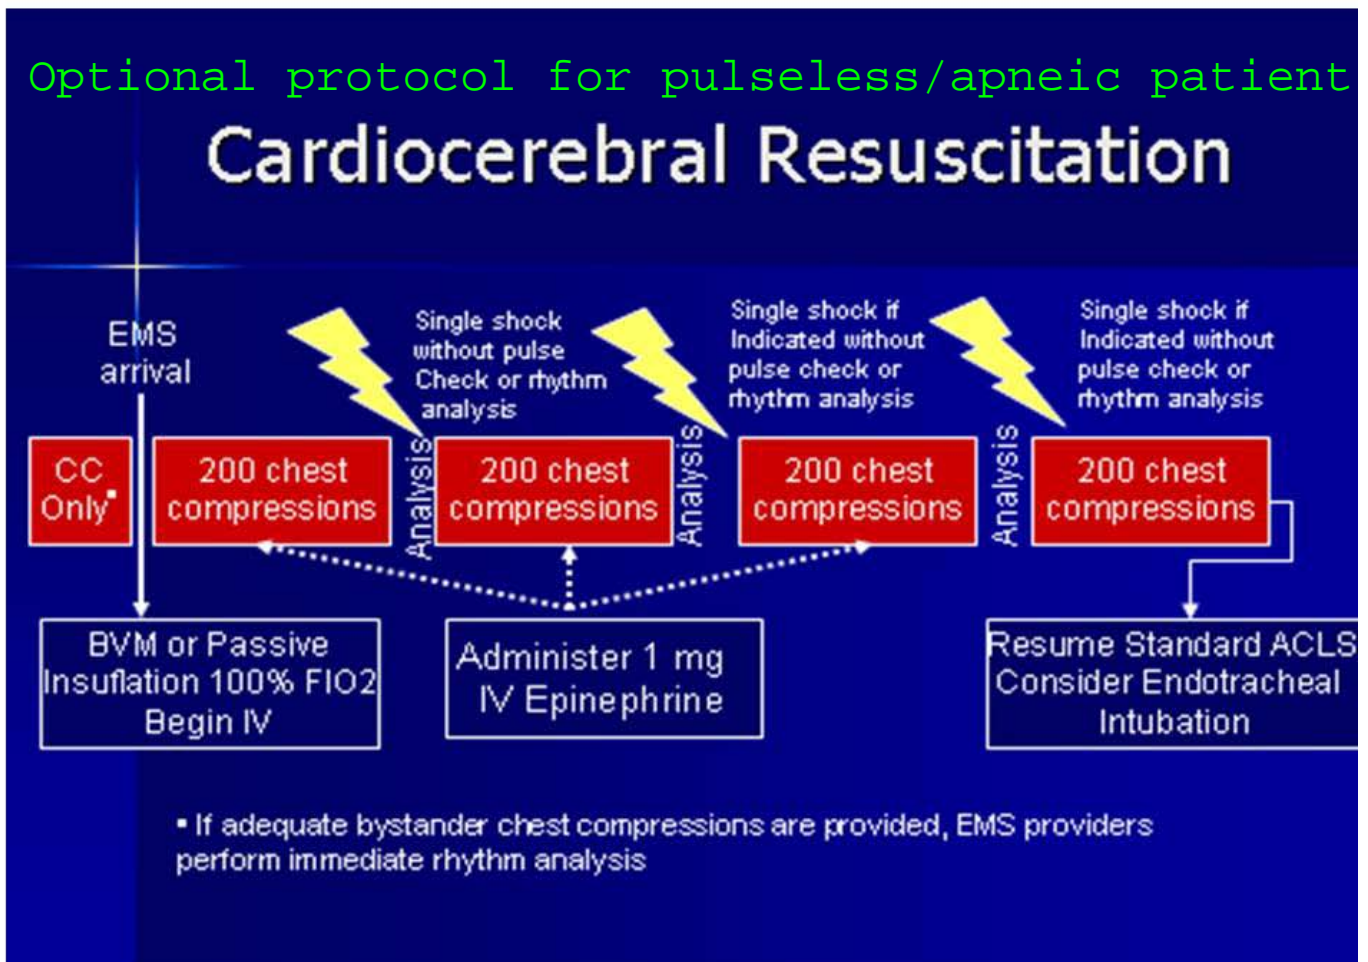 Optional protocol for pulseless/apneic patient
Cardiocerebral Resuscitation
EMS
arrival
Single shock
without pulse
Check or rhythm
analysis
Single shock if
Indicated without
pulse check or
rhythm analysis
Single shock if
Indicated without
pulse check or
rhythm analysis
CC
Only▪
200 chest
compressions
Analysis
200 chest
compressions
Analysis
200 chest
compressions
Analysis
200 chest
compressions
BVM or Passive
Insuflation 100% FIO2
Begin IV
Administer 1 mg
IV Epinephrine
Resume Standard ACLS
Consider Endotracheal
Intubation
▪ If adequate bystander chest compressions are provided, EMS providers
perform immediate rhythm analysis